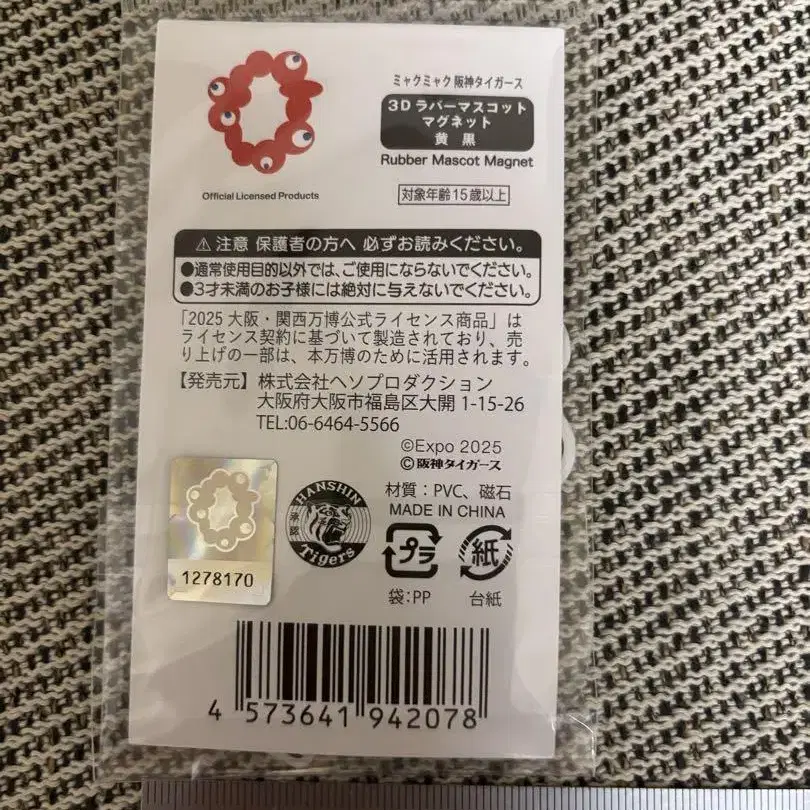 ミャクミャク 阪神タイガース
3D ラバーマスコット
マグネット
黄 黒
Rubber Mascot Magnet
Official Licensed Products
対象年齢15歳以上
⚠注意 保護者の方へ 必ずお読みください。
●通常使用目的以外では、ご使用にならないでください。
●3才未満のお子様には絶対に与えないでください。
「2025 大阪・関西万博公式ライセンス商品」は
ライセンス契約に基づいて製造されており、売
り上げの一部は、本万博のために活用されます。
【発売元】株式会社ヘソプロダクション
大阪府大阪市福島区大開 1-15-26
TEL:06-6464-5566
©Expo 2025
©阪神タイガース
材質：PVC、磁石
MADE IN CHINA
HANSHIN
承認
Tigers
プラ
紙
袋：PP
台紙
1278170
4 573641 942078